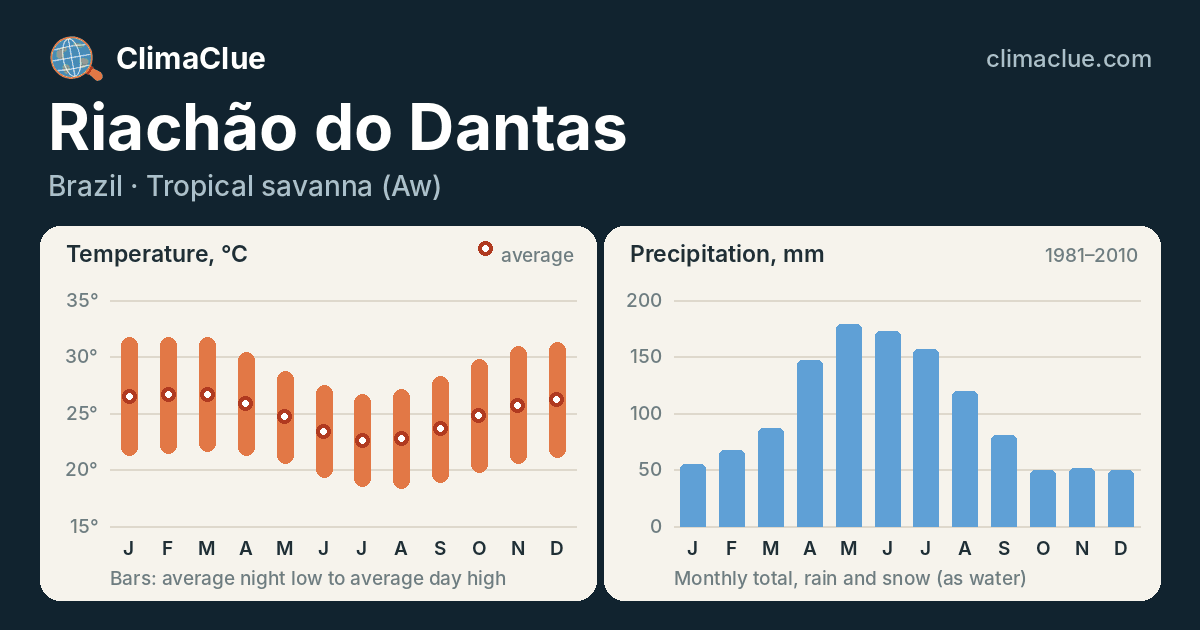 ClimaClue
climaclue.com
Riachão do Dantas
Brazil · Tropical savanna (Aw)
Temperature, °C
average
35°
30°
25°
20°
15°
J F M A M J J A S O N D
Bars: average night low to average day high
Precipitation, mm
1981–2010
200
150
100
50
0
J F M A M J J A S O N D
Monthly total, rain and snow (as water)